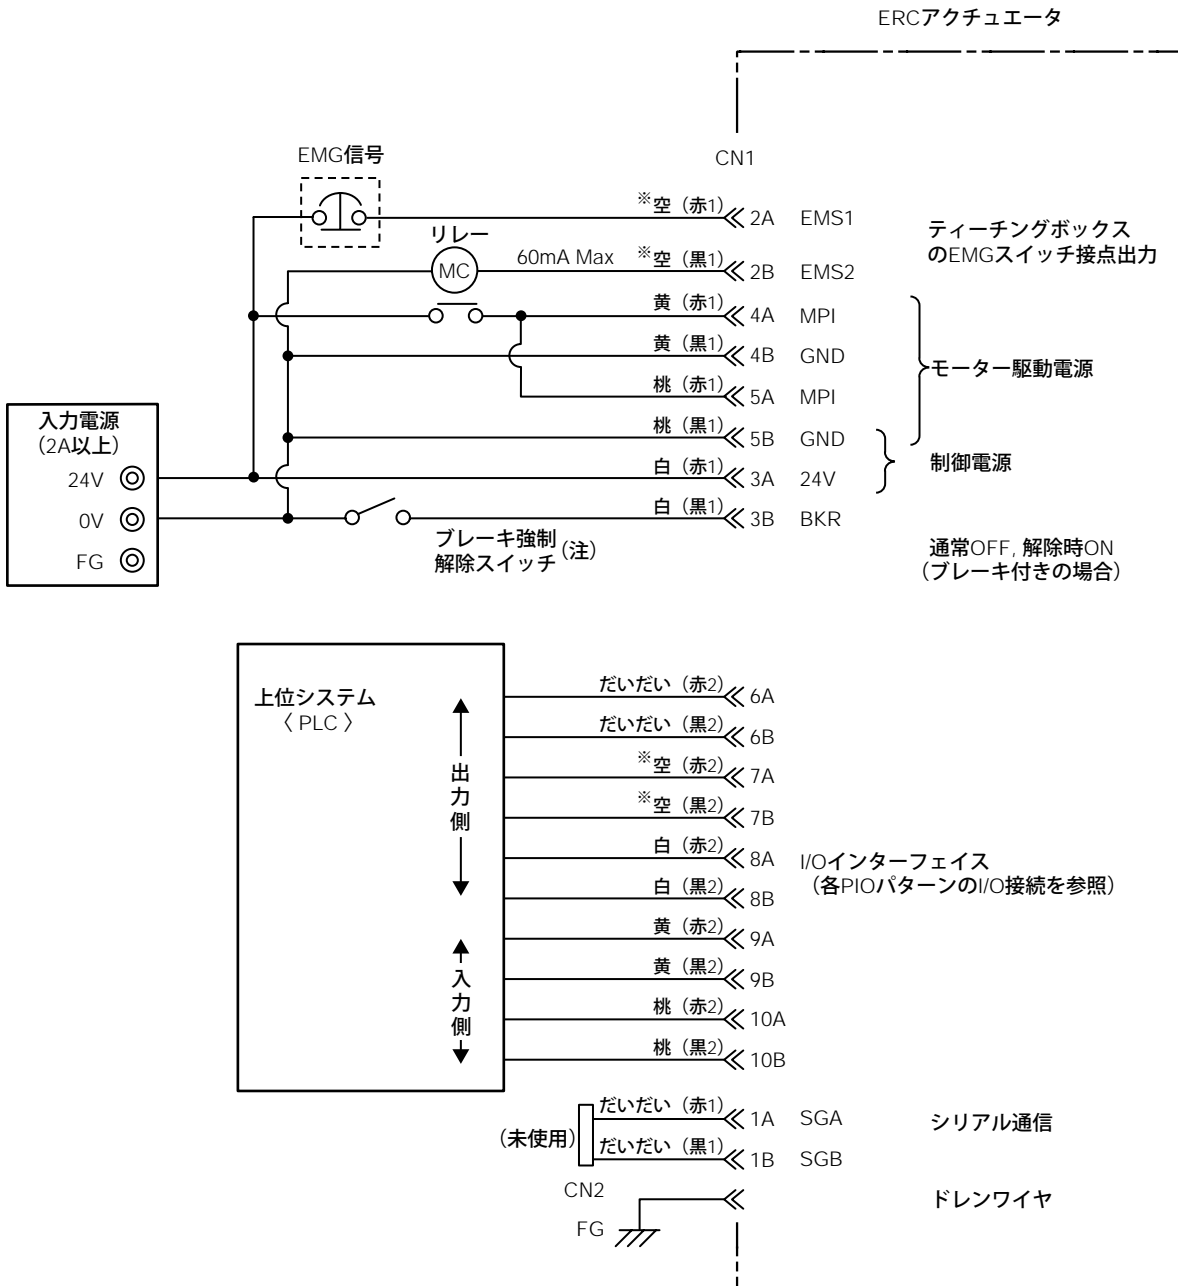 ERCアクチュエータ
CN1
EMG信号
※空（赤1） 2A EMS1
ティーチングボックス
のEMGスイッチ接点出力
リレー
MC 60mA Max ※空（黒1） 2B EMS2
黄（赤1） 4A MPI
黄（黒1） 4B GND
モーター駆動電源
桃（赤1） 5A MPI
桃（黒1） 5B GND
制御電源
入力電源
（2A以上）
24V
0V
FG
白（赤1） 3A 24V
白（黒1） 3B BKR
ブレーキ強制
解除スイッチ（注）
通常OFF, 解除時ON
（ブレーキ付きの場合）
上位システム
〈 PLC 〉
出力側
入力側
だいだい（赤2） 6A
だいだい（黒2） 6B
※空（赤2） 7A
※空（黒2） 7B
白（赤2） 8A
白（黒2） 8B
I/Oインターフェイス
（各PIOパターンのI/O接続を参照）
黄（赤2） 9A
黄（黒2） 9B
桃（赤2） 10A
桃（黒2） 10B
だいだい（赤1） 1A SGA
（未使用）
シリアル通信
だいだい（黒1） 1B SGB
CN2
ドレンワイヤ
FG